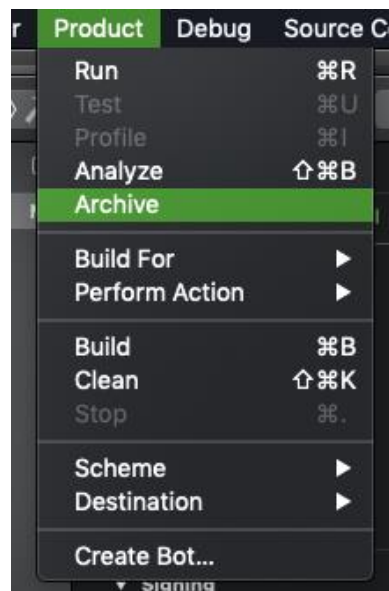 r Product Debug Source C
Run ⌘R
Test ⌘U
Profile ⌘I
Analyze ⇧⌘B
Archive
Build For ▶
Perform Action ▶
Build ⌘B
Clean ⇧⌘K
Stop ⌘.
Scheme ▶
Destination ▶
Create Bot...
▼ Signing